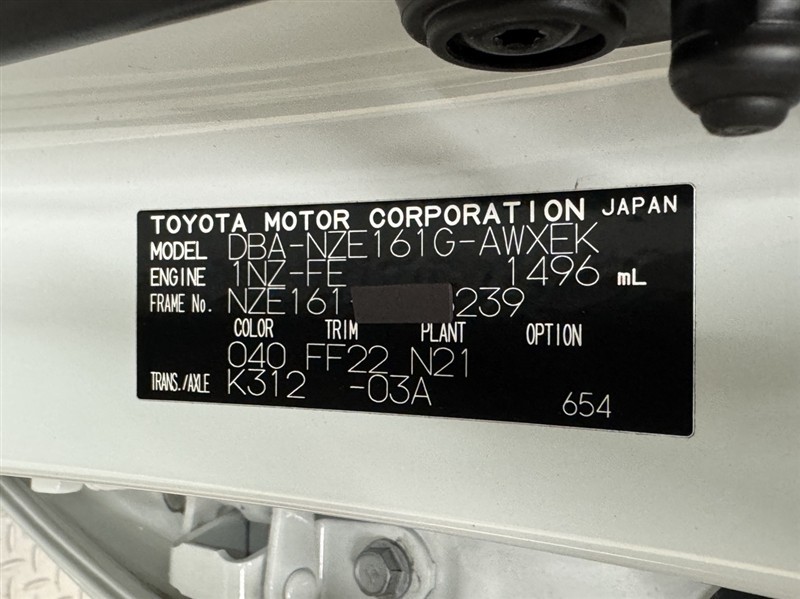 TOYOTA MOTOR CORPORATION JAPAN
MODEL DBA-NZE161G-AWXEK
ENGINE 1NZ-FE 1496 mL
FRAME No. NZE161- 239
COLOR TRIM PLANT OPTION
040 FF22 N21
TRANS./AXLE K312 -03A
654